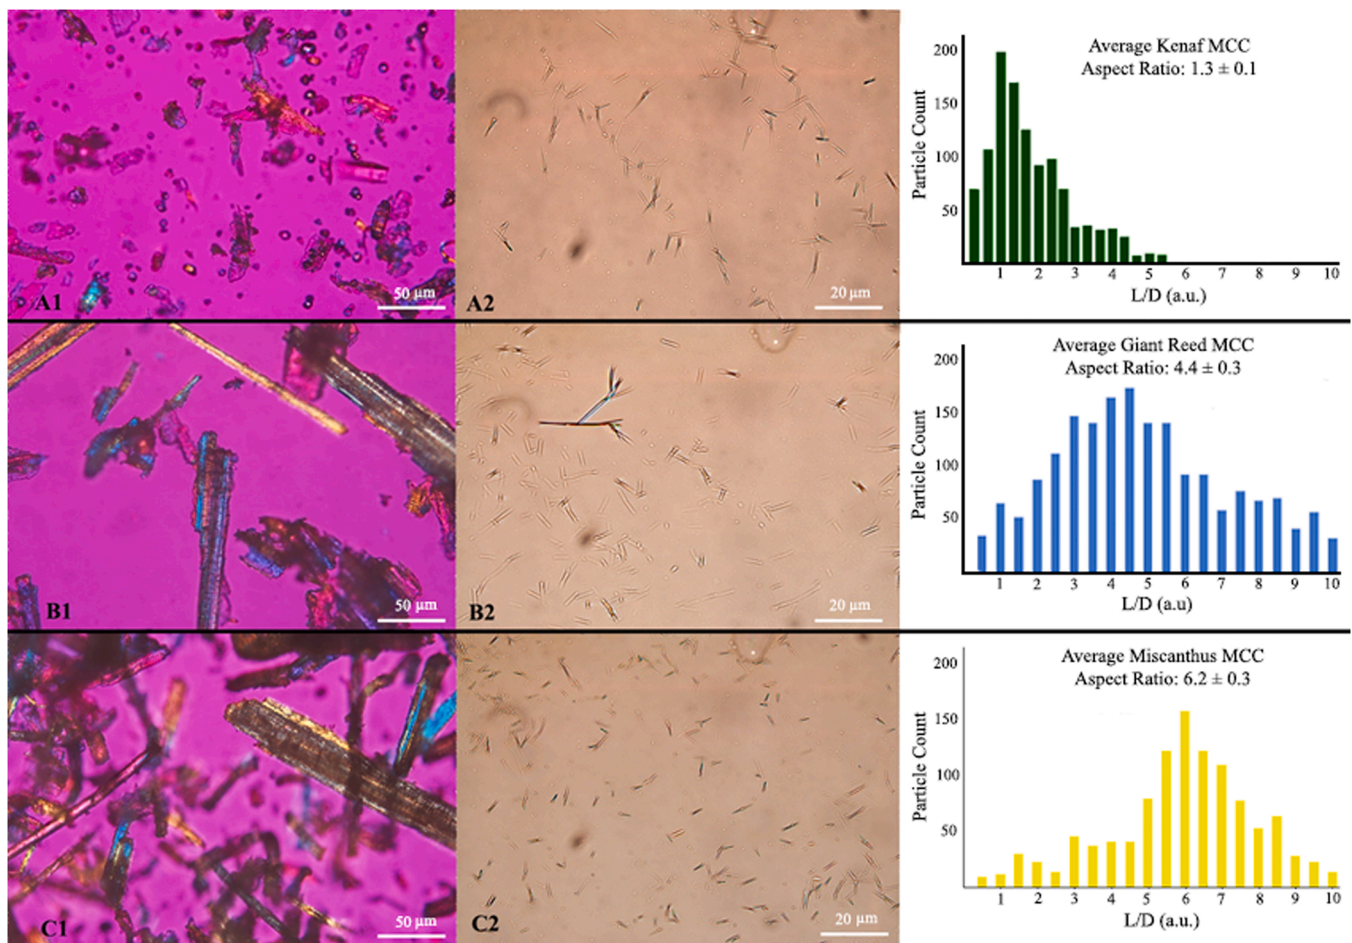 A1
50 µm
A2
20 µm
Average Kenaf MCC
Aspect Ratio: 1.3 ± 0.1
Particle Count
200
150
100
50
1 2 3 4 5 6 7 8 9 10
L/D (a.u.)
B1
50 µm
B2
20 µm
Average Giant Reed MCC
Aspect Ratio: 4.4 ± 0.3
Particle Count
200
150
100
50
1 2 3 4 5 6 7 8 9 10
L/D (a.u)
C1
50 µm
C2
20 µm
Average Miscanthus MCC
Aspect Ratio: 6.2 ± 0.3
Particle Count
200
150
100
50
1 2 3 4 5 6 7 8 9 10
L/D (a.u.)